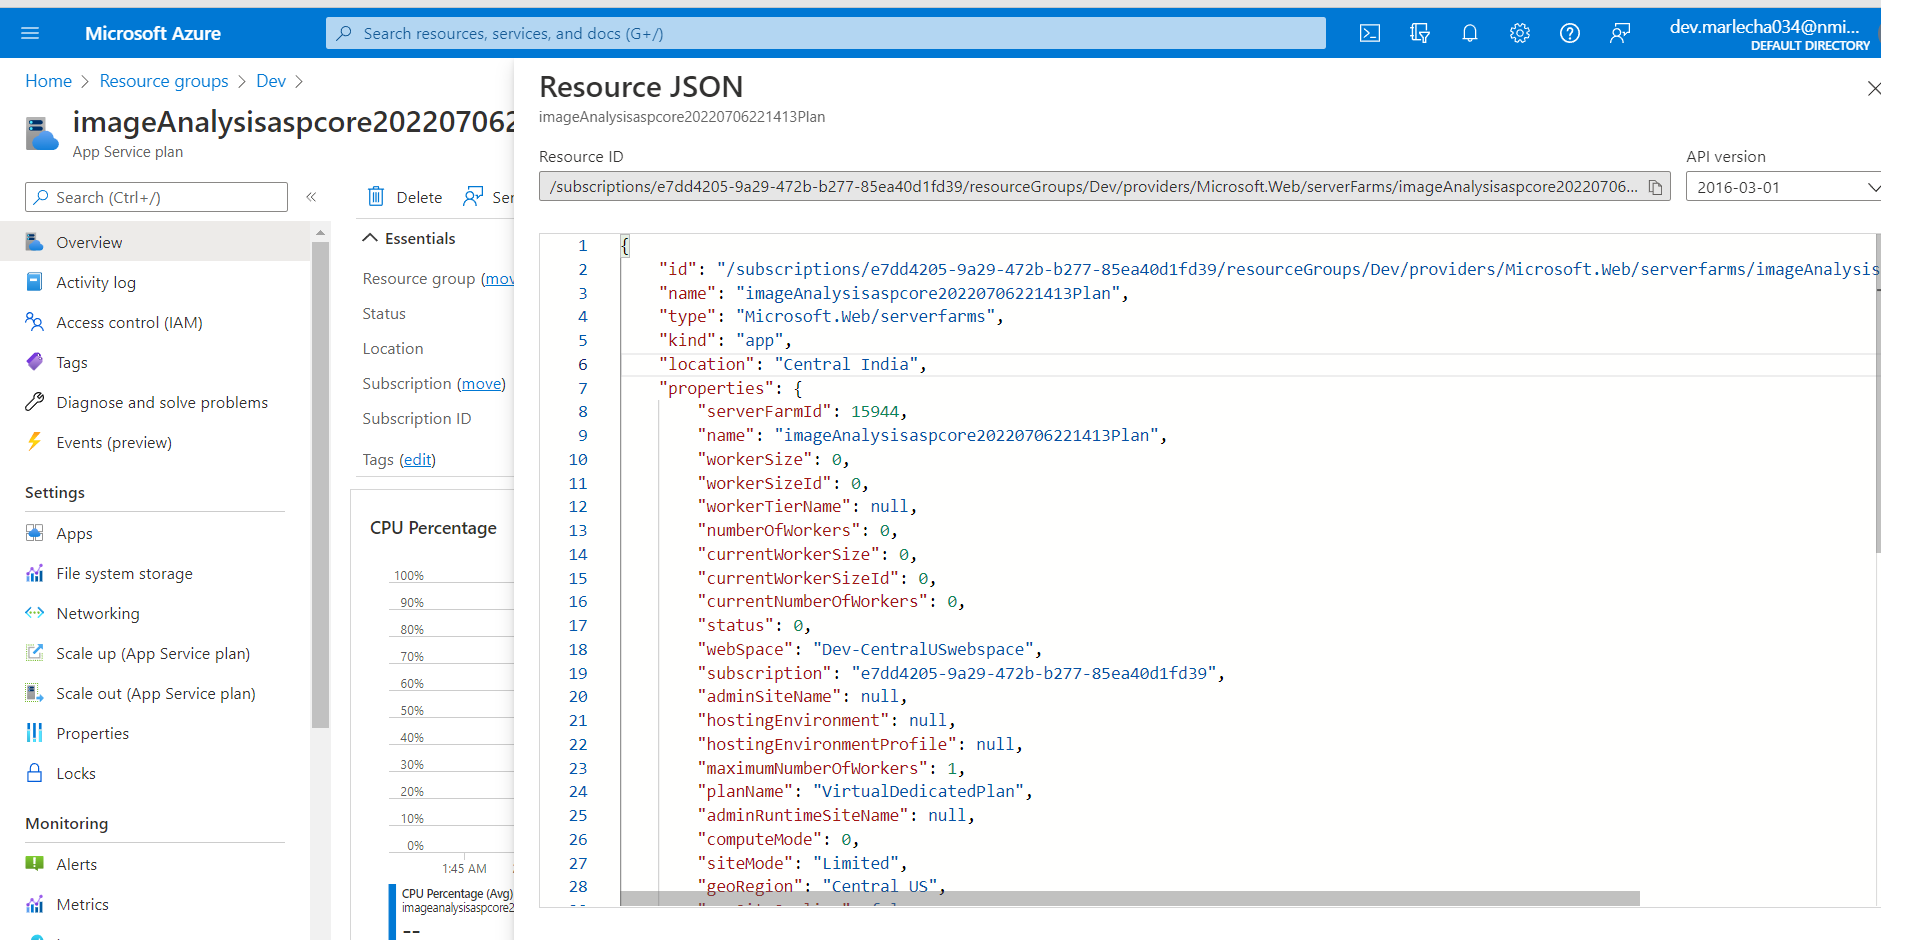 Microsoft Azure
Search resources, services, and docs (G+/)
dev.marlecha034@nmi...
DEFAULT DIRECTORY
Home > Resource groups > Dev >
imageAnalysisaspcore202207062
App Service plan
Search (Ctrl+/)
«
Overview
Activity log
Access control (IAM)
Tags
Diagnose and solve problems
Events (preview)
Settings
Apps
File system storage
Networking
Scale up (App Service plan)
Scale out (App Service plan)
Properties
Locks
Monitoring
Alerts
Metrics
Delete
Ser
Essentials
Resource group (mov
Status
Location
Subscription (move)
Subscription ID
Tags (edit)
CPU Percentage
100%
90%
80%
70%
60%
50%
40%
30%
20%
10%
0%
1:45 AM
CPU Percentage (Avg)
imageanalysisaspcore2
--
Resource JSON
imageAnalysisaspcore20220706221413Plan
Resource ID
/subscriptions/e7dd4205-9a29-472b-b277-85ea40d1fd39/resourceGroups/Dev/providers/Microsoft.Web/serverFarms/imageAnalysisaspcore20220706...
API version
2016-03-01
1 {
2 "id": "/subscriptions/e7dd4205-9a29-472b-b277-85ea40d1fd39/resourceGroups/Dev/providers/Microsoft.Web/serverfarms/imageAnalysis
3 "name": "imageAnalysisaspcore20220706221413Plan",
4 "type": "Microsoft.Web/serverfarms",
5 "kind": "app",
6 "location": "Central India",
7 "properties": {
8 "serverFarmId": 15944,
9 "name": "imageAnalysisaspcore20220706221413Plan",
10 "workerSize": 0,
11 "workerSizeId": 0,
12 "workerTierName": null,
13 "numberOfWorkers": 0,
14 "currentWorkerSize": 0,
15 "currentWorkerSizeId": 0,
16 "currentNumberOfWorkers": 0,
17 "status": 0,
18 "webSpace": "Dev-CentralUSwebspace",
19 "subscription": "e7dd4205-9a29-472b-b277-85ea40d1fd39",
20 "adminSiteName": null,
21 "hostingEnvironment": null,
22 "hostingEnvironmentProfile": null,
23 "maximumNumberOfWorkers": 1,
24 "planName": "VirtualDedicatedPlan",
25 "adminRuntimeSiteName": null,
26 "computeMode": 0,
27 "siteMode": "Limited",
28 "geoRegion": "Central US",